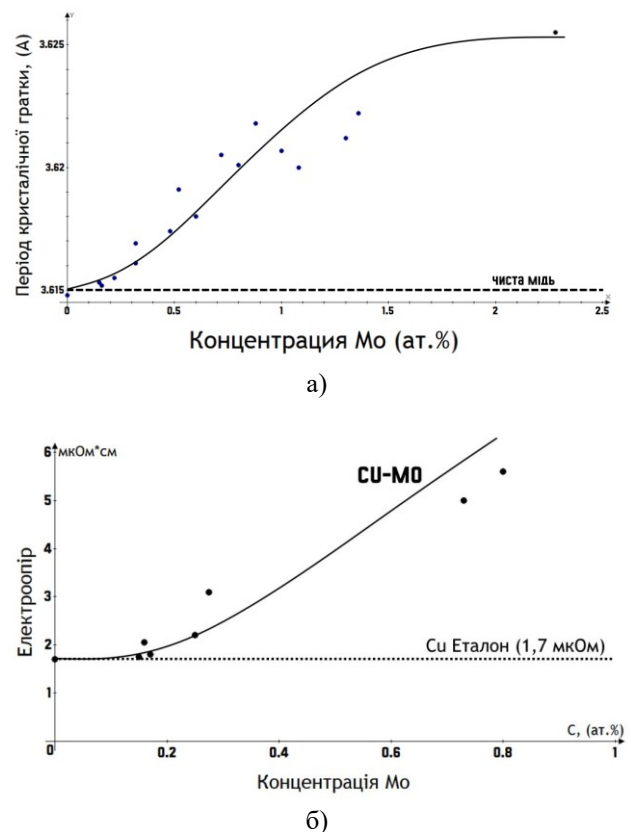 Y
3.625
3.62
3.615
Період кристалічної гратки, (А)
чиста мідь
X
0
0.5
1
1.5
2
2.5
Концентрация Мо (ат.%)
а)
6
мкОм*см
CU-MO
5
4
3
2
1
0
Електроопір
Cu Еталон (1,7 мкОм)
С, (ат.%)
0.2
0.4
0.6
0.8
1
Концентрація Мо
б)